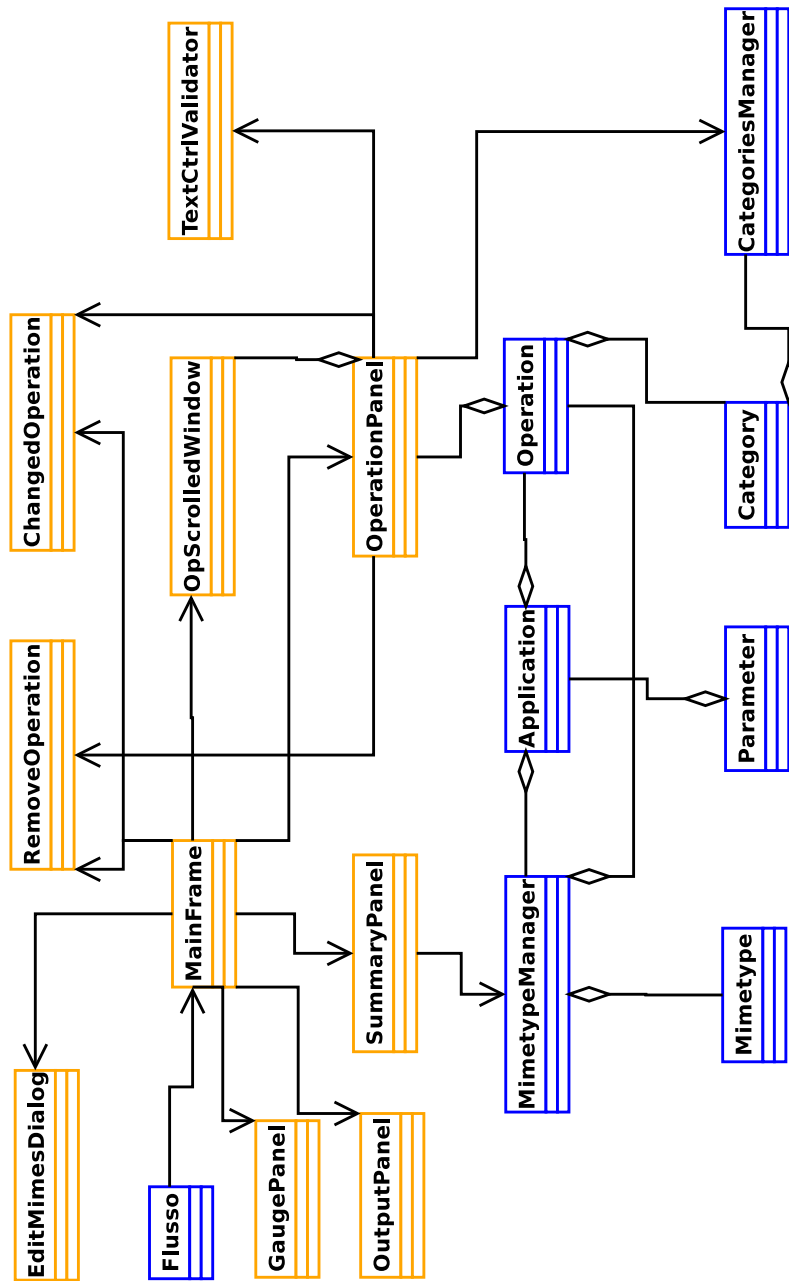 EditMimesDialog
RemoveOperation
ChangedOperation
Flusso
MainFrame
OpScrolledWindow
TextCtrlValidator
GaugePanel
OutputPanel
SummaryPanel
OperationPanel
MimetypeManager
Application
Operation
Mimetype
Parameter
Category
CategoriesManager